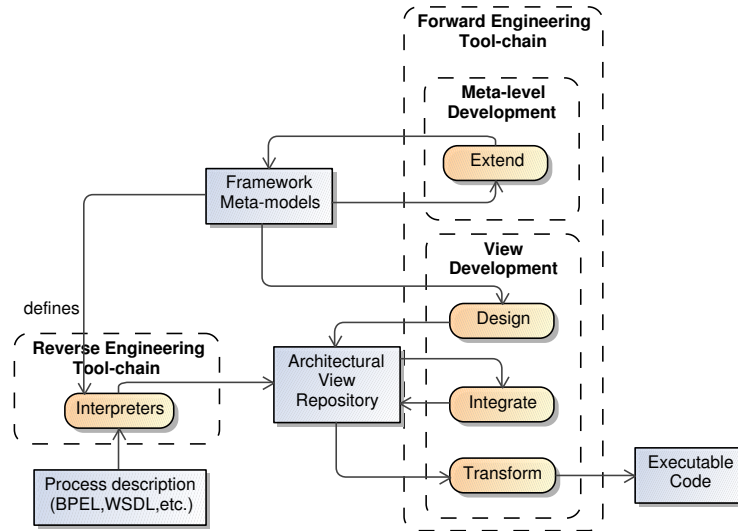 Forward Engineering
Tool-chain
Meta-level
Development
Extend
Framework
Meta-models
View
Development
defines
Design
Reverse Engineering
Tool-chain
Architectural
View
Repository
Interpreters
Integrate
Process description
(BPEL,WSDL,etc.)
Transform
Executable
Code